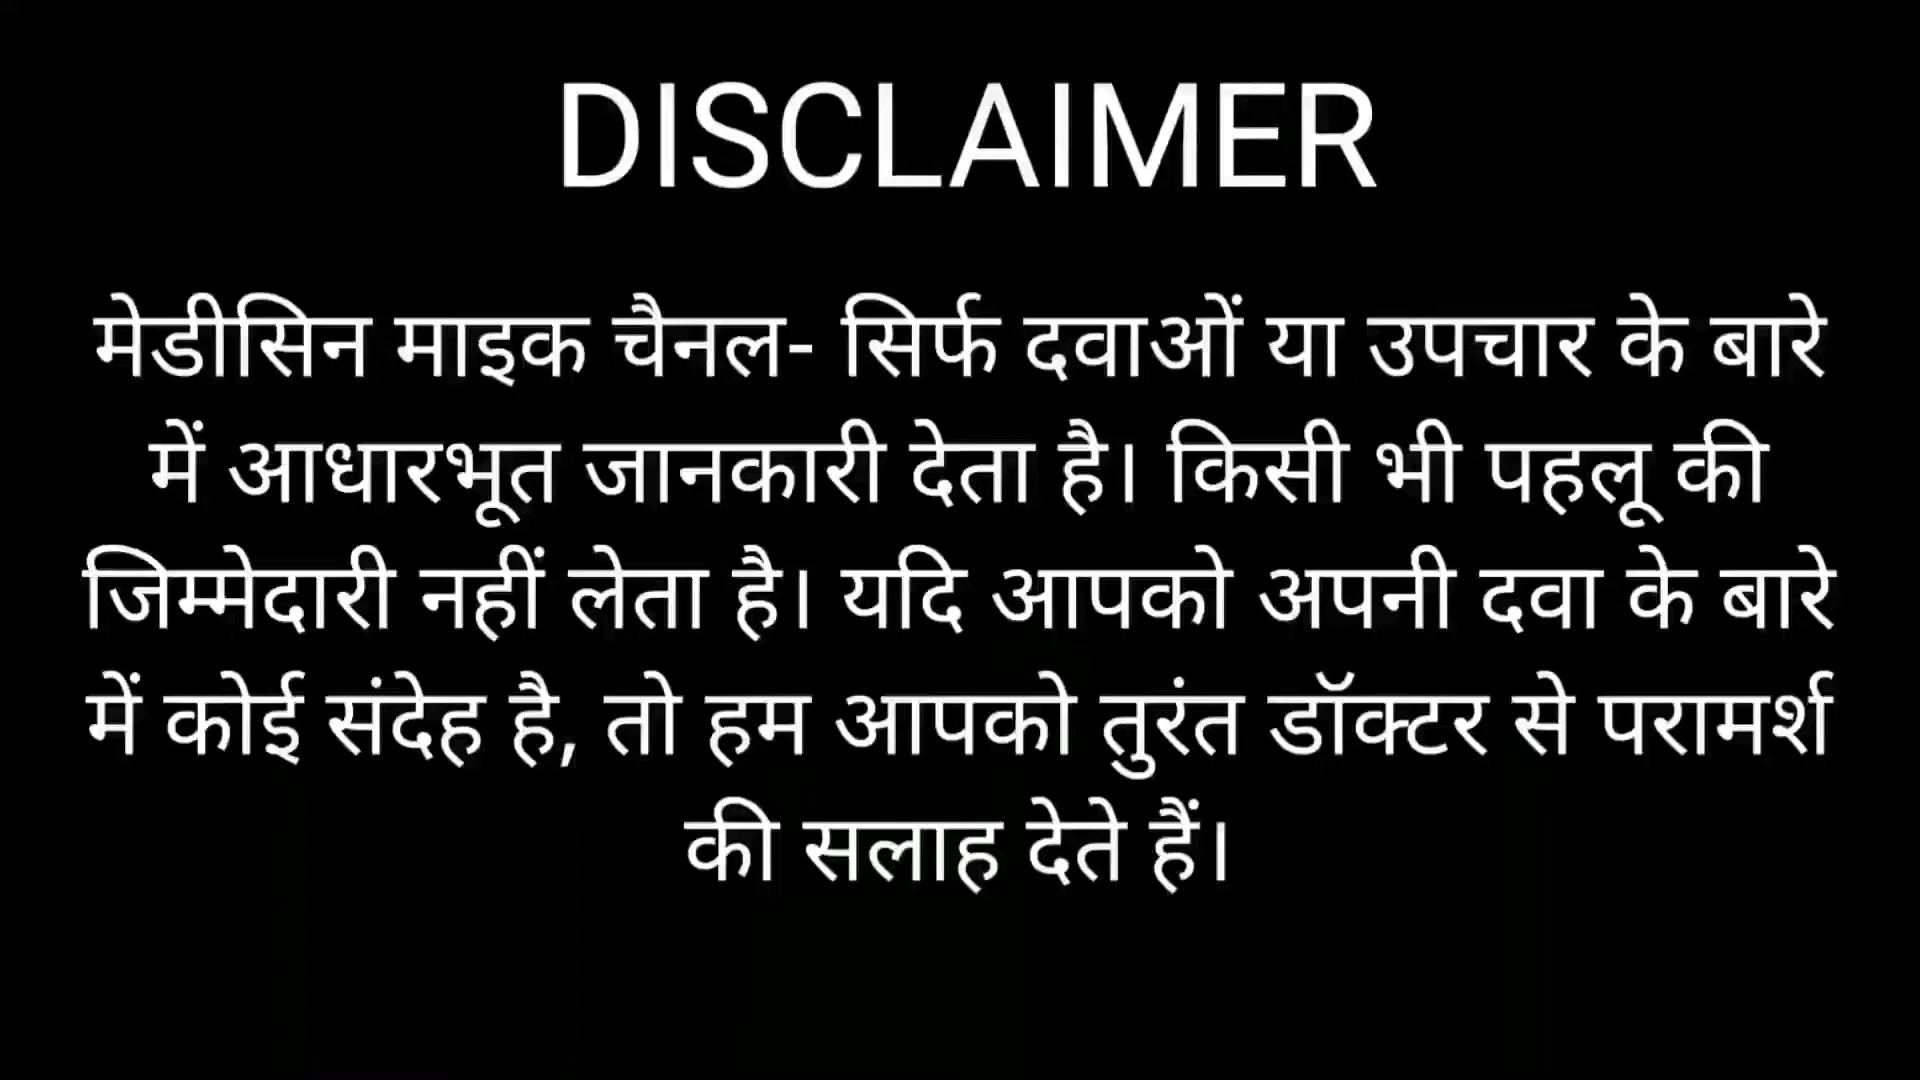 DISCLAIMER
मेडीसिन माइक चैनल- सिर्फ दवाओं या उपचार के बारे
में आधारभूत जानकारी देता है। किसी भी पहलू की
जिम्मेदारी नहीं लेता है। यदि आपको अपनी दवा के बारे
में कोई संदेह है, तो हम आपको तुरंत डॉक्टर से परामर्श
की सलाह देते हैं।